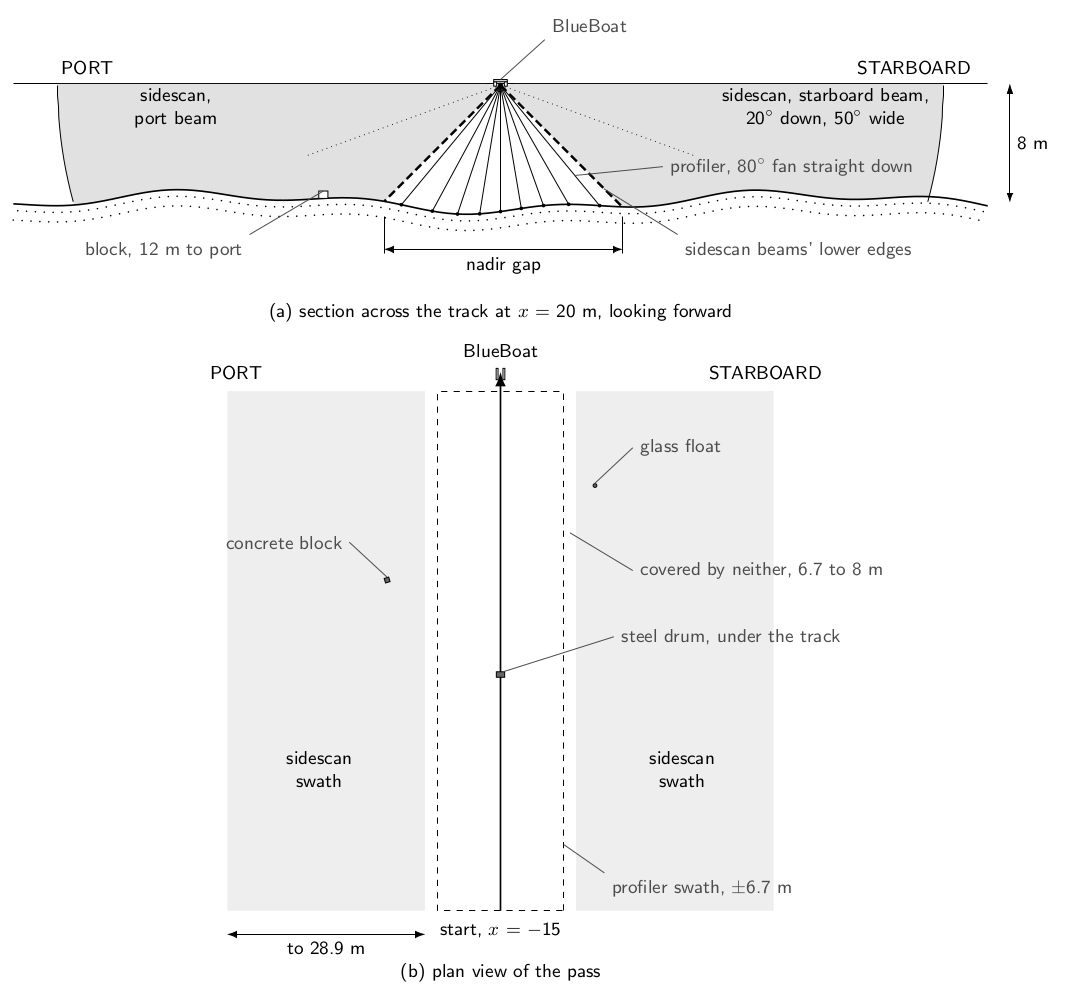 BlueBoat
PORT
STARBOARD
sidescan,
port beam
sidescan, starboard beam,
20° down, 50° wide
8 m
profiler, 80° fan straight down
block, 12 m to port
sidescan beams' lower edges
nadir gap
(a) section across the track at x = 20 m, looking forward
BlueBoat
PORT
STARBOARD
glass float
concrete block
covered by neither, 6.7 to 8 m
steel drum, under the track
sidescan
swath
sidescan
swath
profiler swath, ±6.7 m
start, x = −15
to 28.9 m
(b) plan view of the pass